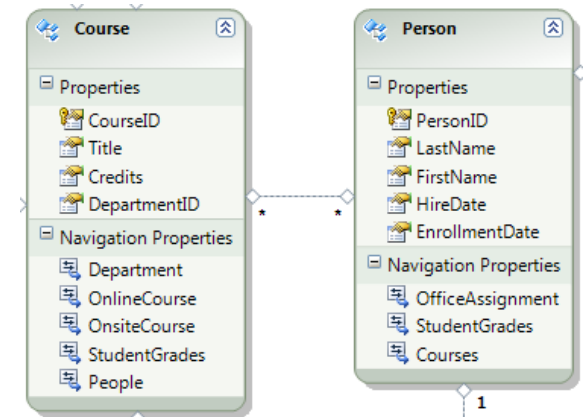 Course
Properties
CourseID
Title
Credits
DepartmentID
Navigation Properties
Department
OnlineCourse
OnsiteCourse
StudentGrades
People
* *
Person
Properties
PersonID
LastName
FirstName
HireDate
EnrollmentDate
Navigation Properties
OfficeAssignment
StudentGrades
Courses
1